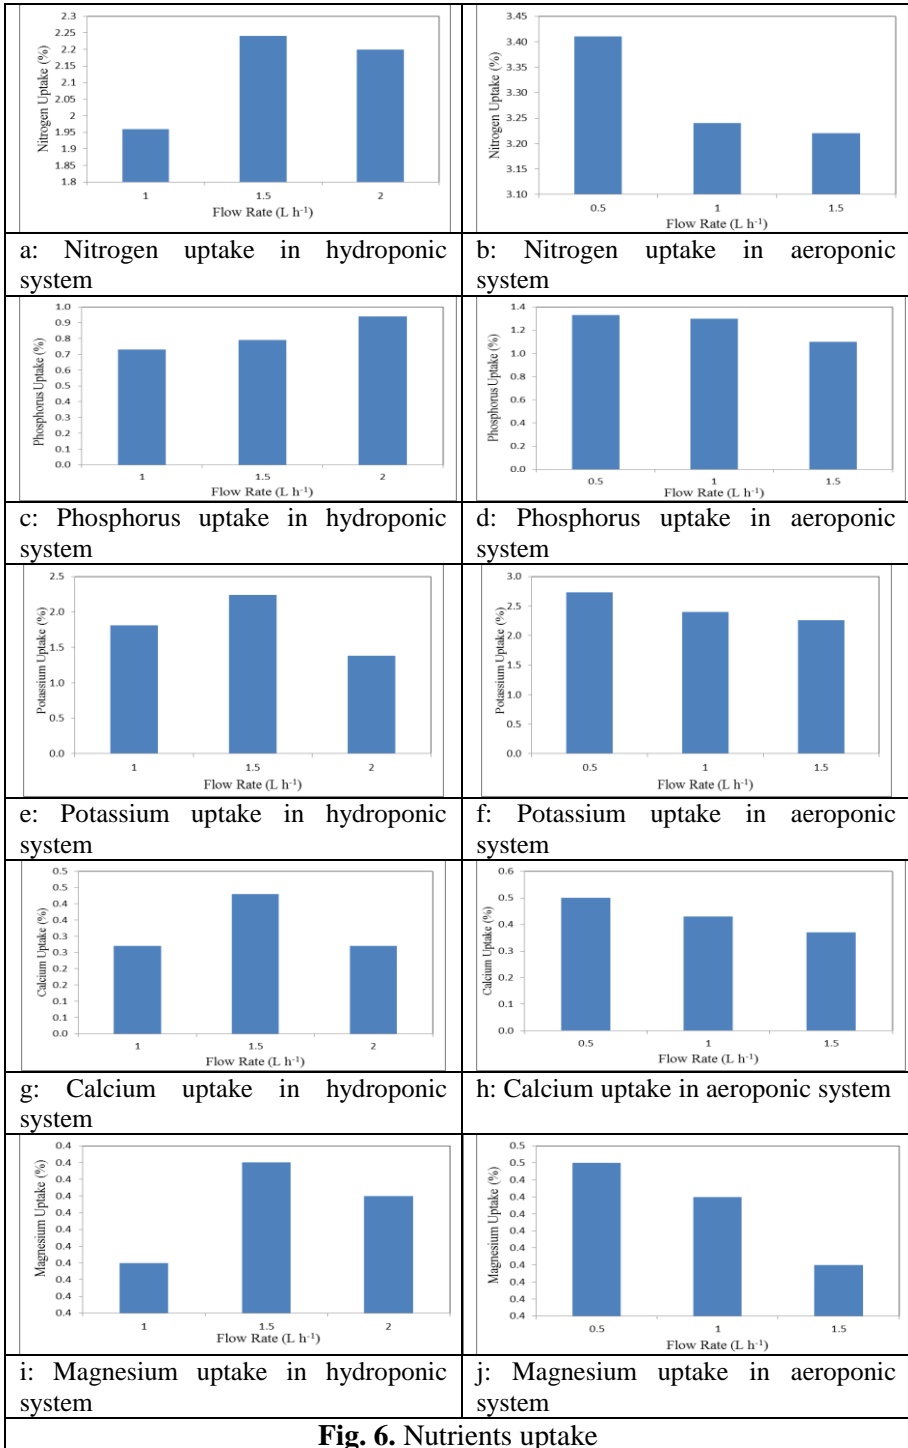 2.3
2.25
2.2
2.15
2.1
2.05
2
1.95
1.9
1.85
1.8
Nitrogen Uptake (%)
1 1.5 2
Flow Rate (L h⁻¹)
3.45
3.40
3.35
3.30
3.25
3.20
3.15
3.10
Nitrogen Uptake (%)
0.5 1 1.5
Flow Rate (L h⁻¹)
a: Nitrogen uptake in hydroponic
system
b: Nitrogen uptake in aeroponic
system
1.0
0.9
0.8
0.7
0.6
0.5
0.4
0.3
0.2
0.1
0.0
Phosphorus Uptake (%)
1 1.5 2
Flow Rate (L h⁻¹)
1.4
1.2
1.0
0.8
0.6
0.4
0.2
0.0
Phosphorus Uptake (%)
0.5 1 1.5
Flow Rate (L h⁻¹)
c: Phosphorus uptake in hydroponic
system
d: Phosphorus uptake in aeroponic
system
2.5
2.0
1.5
1.0
0.5
0.0
Potassium Uptake (%)
1 1.5 2
Flow Rate (L h⁻¹)
3.0
2.5
2.0
1.5
1.0
0.5
0.0
Potassium Uptake (%)
0.5 1 1.5
Flow Rate (L h⁻¹)
e: Potassium uptake in hydroponic
system
f: Potassium uptake in aeroponic
system
0.5
0.5
0.4
0.4
0.3
0.3
0.2
0.2
0.1
0.1
0.0
Calcium Uptake (%)
1 1.5 2
Flow Rate (L h⁻¹)
0.6
0.5
0.4
0.3
0.2
0.1
0.0
Calcium Uptake (%)
0.5 1 1.5
Flow Rate (L h⁻¹)
g: Calcium uptake in hydroponic
system
h: Calcium uptake in aeroponic system
0.4
0.4
0.4
0.4
0.4
0.4
0.4
0.4
0.4
0.4
0.4
Magnesium Uptake (%)
1 1.5 2
Flow Rate (L h⁻¹)
0.5
0.5
0.4
0.4
0.4
0.4
0.4
0.4
0.4
0.4
0.4
Magnesium Uptake (%)
0.5 1 1.5
Flow Rate (L h⁻¹)
i: Magnesium uptake in hydroponic
system
j: Magnesium uptake in aeroponic
system
Fig. 6. Nutrients uptake